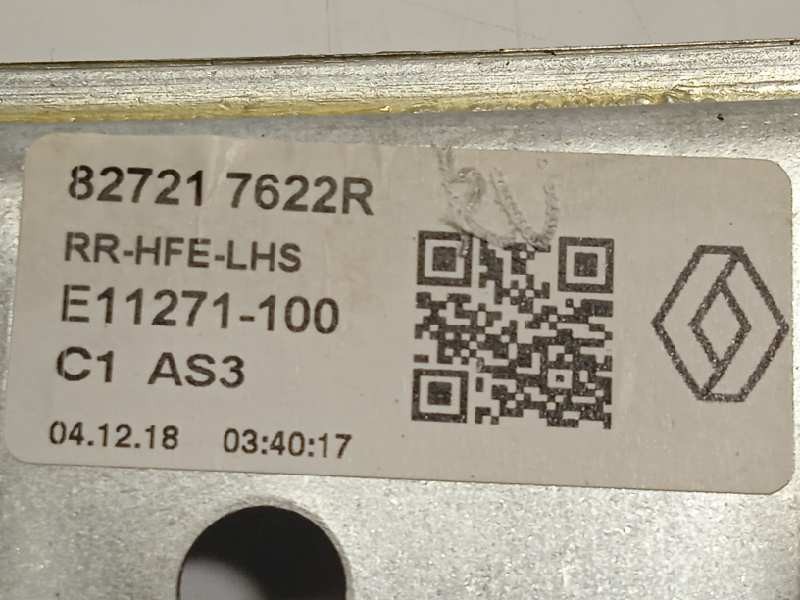 82721 7622R
RR-HFE-LHS
E11271-100
C1 AS3
04.12.18 03:40:17